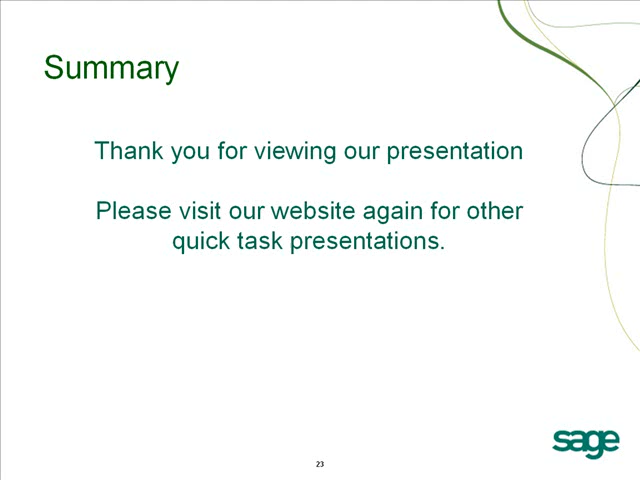 Summary
Thank you for viewing our presentation
Please visit our website again for other
quick task presentations.
sage
23